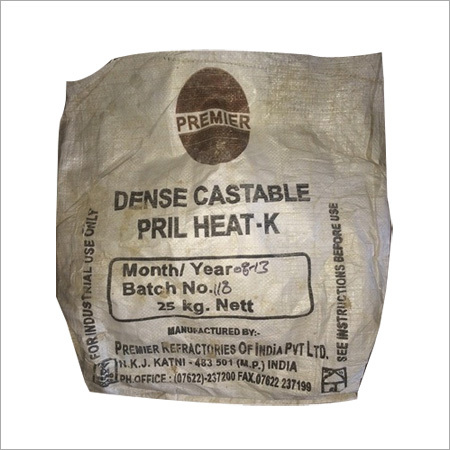 PREMIER
DENSE CASTABLE
PRIL HEAT-K
Month/ Year 08-13
Batch No. 118
25 kg. Nett
MANUFACTURED BY:-
PREMIER REFRACTORIES OF INDIA PVT LTD.
N.K.J. KATNI - 483 501 (M.P.) INDIA
PH.OFFICE : (07622)-237200 FAX.07622 237199
FOR INDUSTRIAL USE ONLY
SEE INSTRUCTIONS BEFORE USE